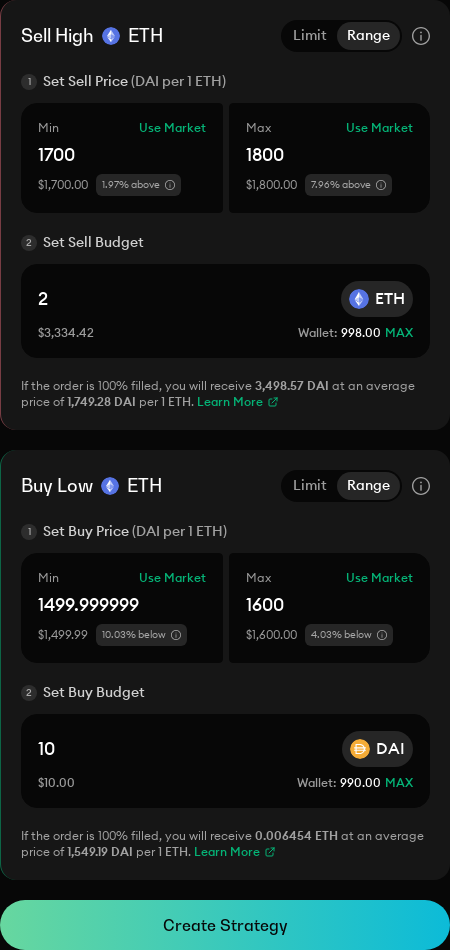 Sell High ETH Limit Range
1 Set Sell Price (DAI per 1 ETH)
Min Use Market Max Use Market
1700 1800
$1,700.00 1.97% above $1,800.00 7.96% above
2 Set Sell Budget
2 ETH
$3,334.42 Wallet: 998.00 MAX
If the order is 100% filled, you will receive 3,498.57 DAI at an average
price of 1,749.28 DAI per 1 ETH. Learn More
Buy Low ETH Limit Range
1 Set Buy Price (DAI per 1 ETH)
Min Use Market Max Use Market
1499.999999 1600
$1,499.99 10.03% below $1,600.00 4.03% below
2 Set Buy Budget
10 DAI
$10.00 Wallet: 990.00 MAX
If the order is 100% filled, you will receive 0.006454 ETH at an average
price of 1,549.19 DAI per 1 ETH. Learn More
Create Strategy